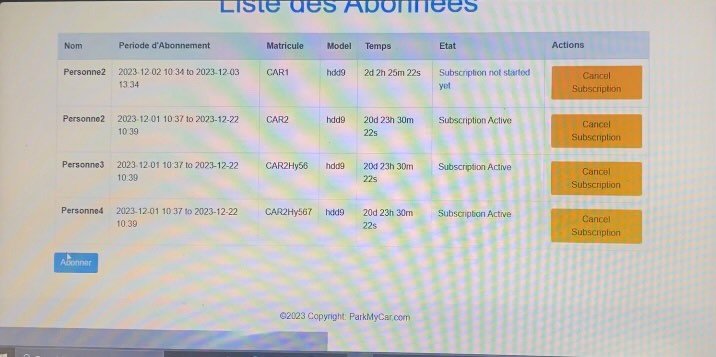 Liste des Abonnées
Nom Periode d'Abonnement Matricule Model Temps Etat Actions
Personne2 2023-12-02 10:34 to 2023-12-03 CAR1 hdd9 2d 2h 25m 22s Subscription not started Cancel
13:34 yet Subscription
Personne2 2023-12-01 10:37 to 2023-12-22 CAR2 hdd9 20d 23h 30m Subscription Active Cancel
10:39 22s Subscription
Personne3 2023-12-01 10:37 to 2023-12-22 CAR2Hy56 hdd9 20d 23h 30m Subscription Active Cancel
10:39 22s Subscription
Personne4 2023-12-01 10:37 to 2023-12-22 CAR2Hy567 hdd9 20d 23h 30m Subscription Active Cancel
10:39 22s Subscription
Abonner
©2023 Copyright: ParkMyCar.com